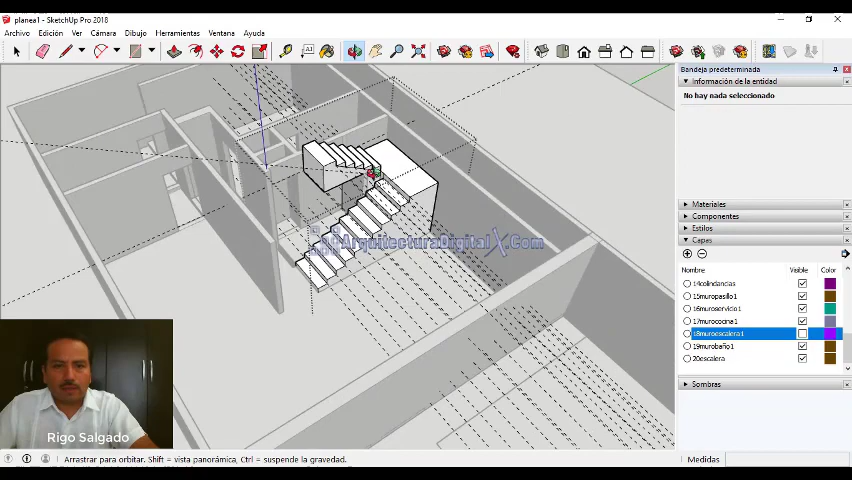 planea1 - SketchUp Pro 2018
Archivo Edición Ver Cámara Dibujo Herramientas Ventana Ayuda
Bandeja predeterminada
Información de la entidad
No hay nada seleccionado
Materiales
Componentes
Estilos
Capas
Nombre Visible Color
14colindancias
15muropasillo1
16muroservicio1
17murococina1
18muroescalera1
19murobaño1
20escalera
Sombras
ArquitecturaDigitalX.Com
Rigo Salgado
Arrastrar para orbitar. Shift = vista panorámica, Ctrl = suspende la gravedad.
Medidas